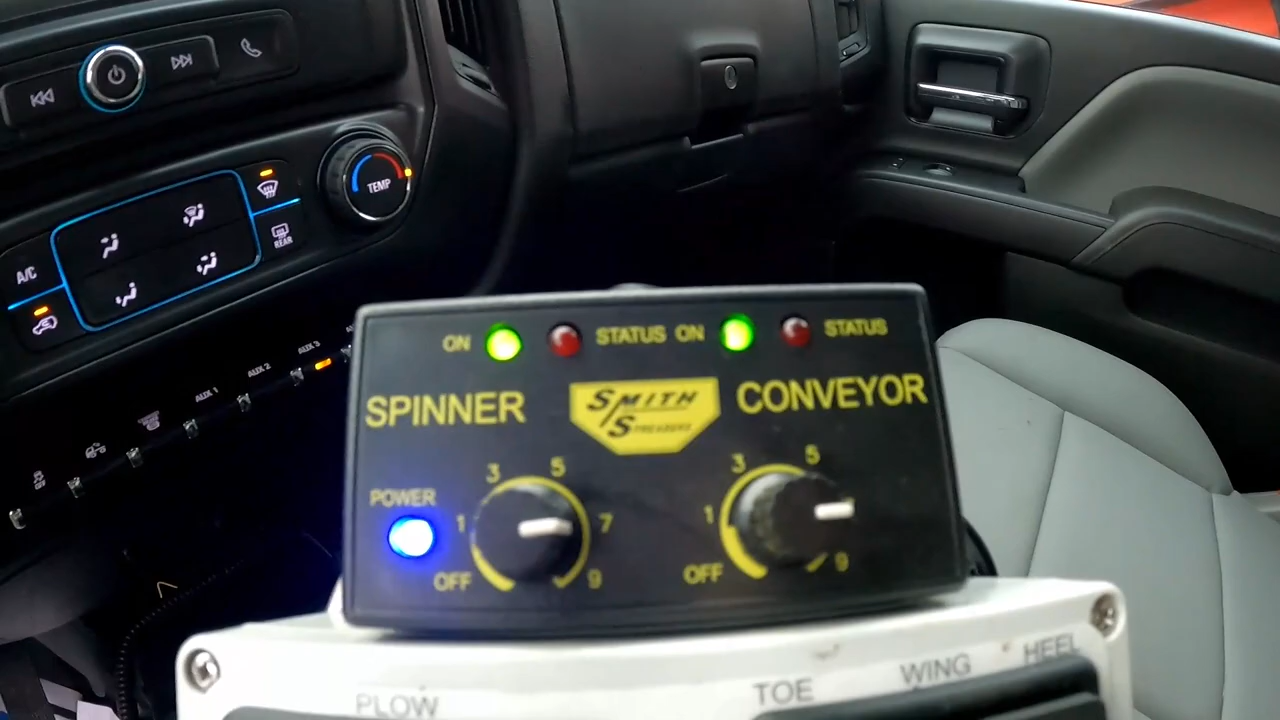 TEMP
A/C
REAR
AUX 1
AUX 2
AUX 3
ON STATUS ON STATUS
SPINNER SMITH CONVEYOR
SPREADERS
POWER
OFF 1 3 5 7 9
OFF 1 3 5 9
PLOW TOE WING HEEL